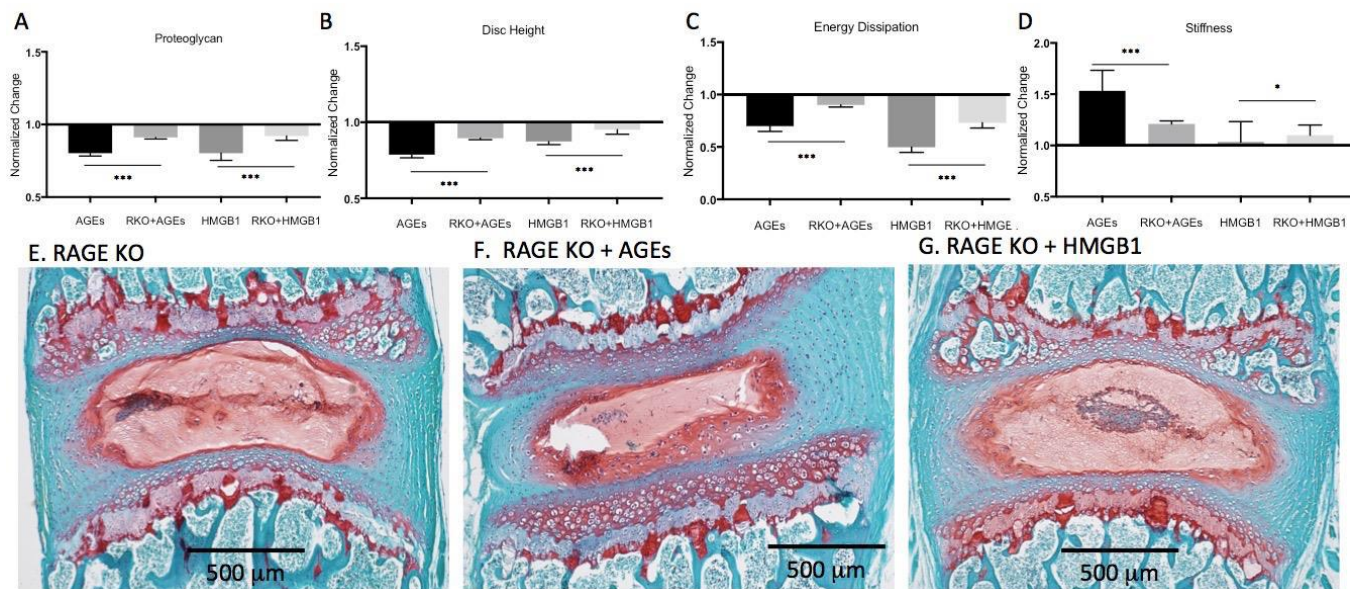 A
Proteoglycan
Normalized Change
1.5
1.0
0.5
***
***
AGEs RKO+AGEs HMGB1 RKO+HMGB1
B
Disc Height
Normalized Change
1.5
1.0
0.5
***
***
AGEs RKO+AGEs HMGB1 RKO+HMGB1
C
Energy Dissipation
Normalized Change
1.5
1.0
0.5
0.0
***
***
AGEs RKO+AGEs HMGB1 RKO+HMGE .
D
Stiffness
Normalized Change
2.0
1.5
1.0
0.5
***
*
AGEs RKO+AGEs HMGB1 RKO+HMGB1
E. RAGE KO
500 µm
F. RAGE KO + AGEs
500 µm
G. RAGE KO + HMGB1
500 µm